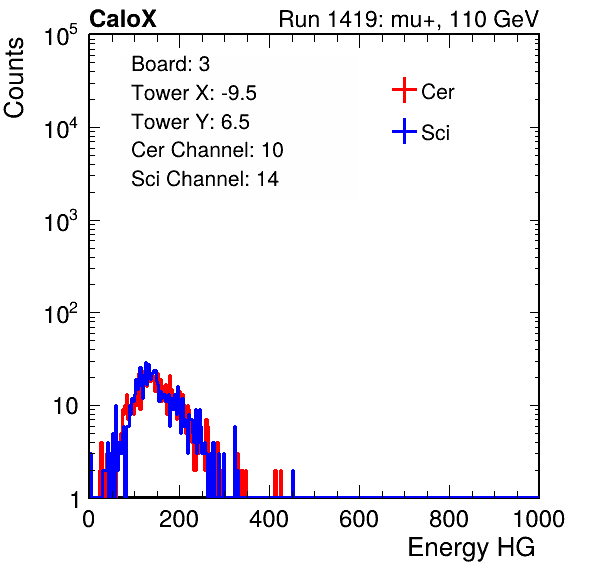 CaloX Run 1419: mu+, 110 GeV
Counts
10^5
10^4
10^3
10^2
10
1
Board: 3
Tower X: -9.5
Tower Y: 6.5
Cer Channel: 10
Sci Channel: 14
Cer
Sci
0 200 400 600 800 1000
Energy HG